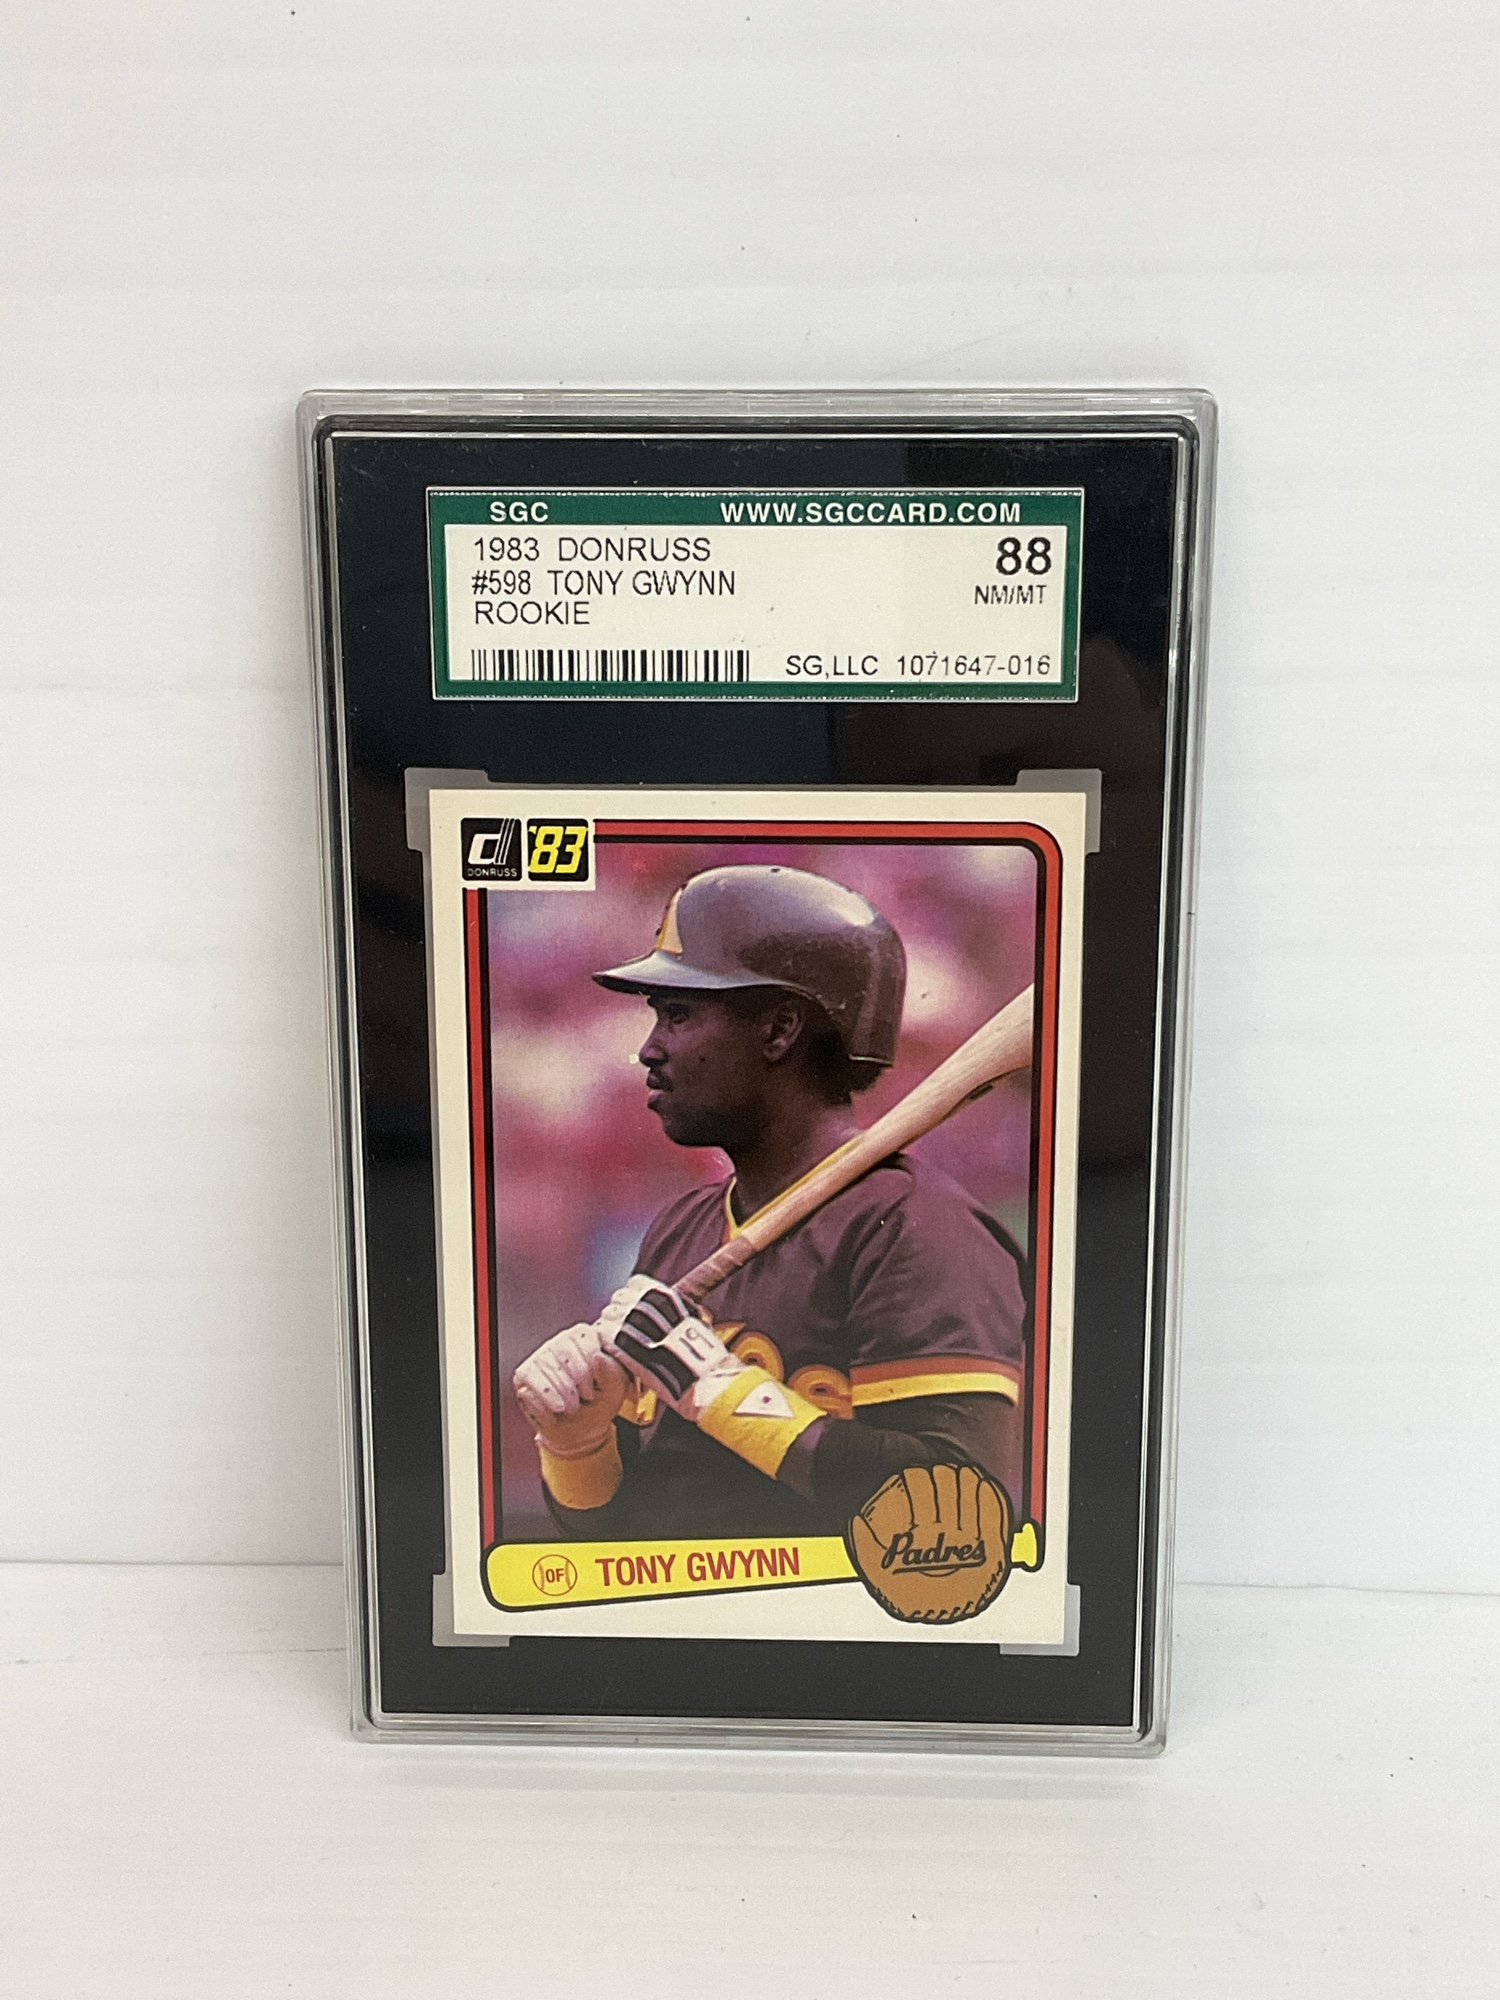 SGC WWW.SGCCARD.COM
1983 DONRUSS 88
#598 TONY GWYNN NM/MT
ROOKIE
SG,LLC 1071647-016
d '83
DONRUSS
19
OF TONY GWYNN Padres